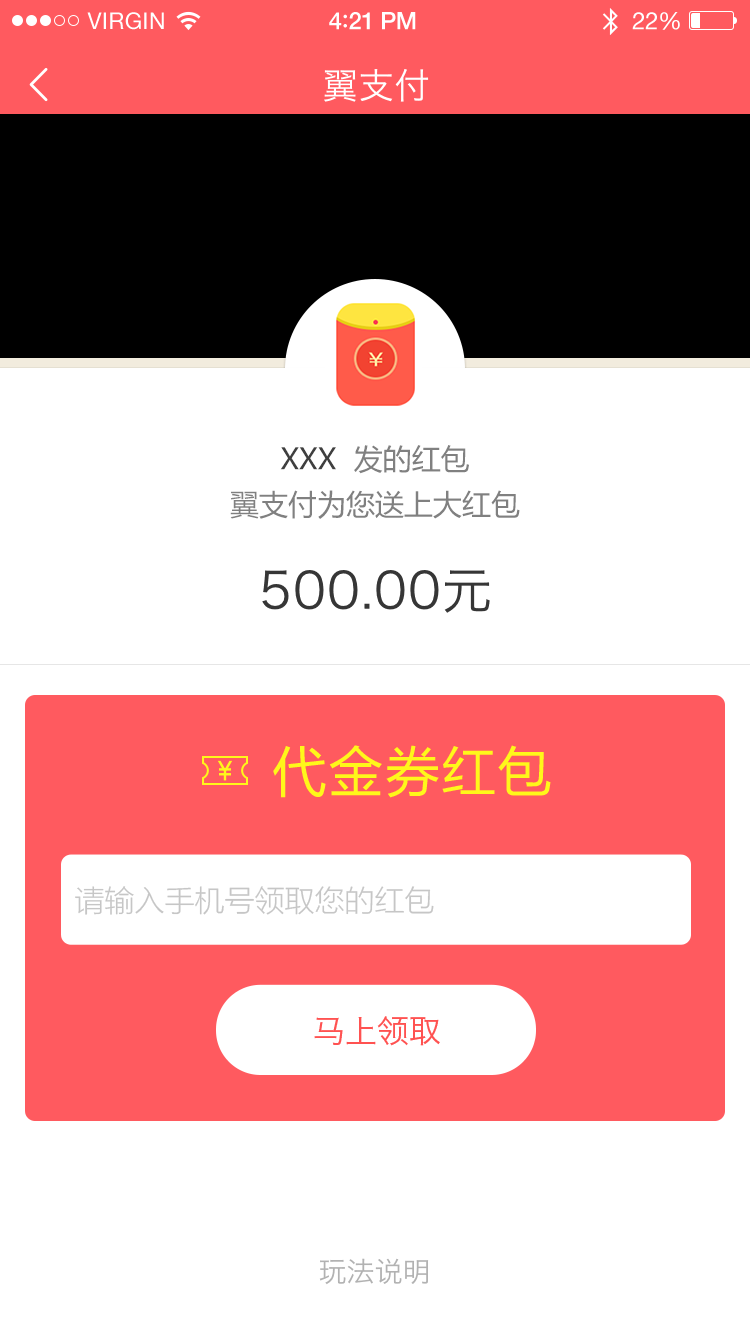 VIRGIN 4:21 PM 22%
翼支付
¥
XXX 发的红包
翼支付为您送上大红包
500.00元
¥ 代金券红包
请输入手机号领取您的红包
马上领取
玩法说明